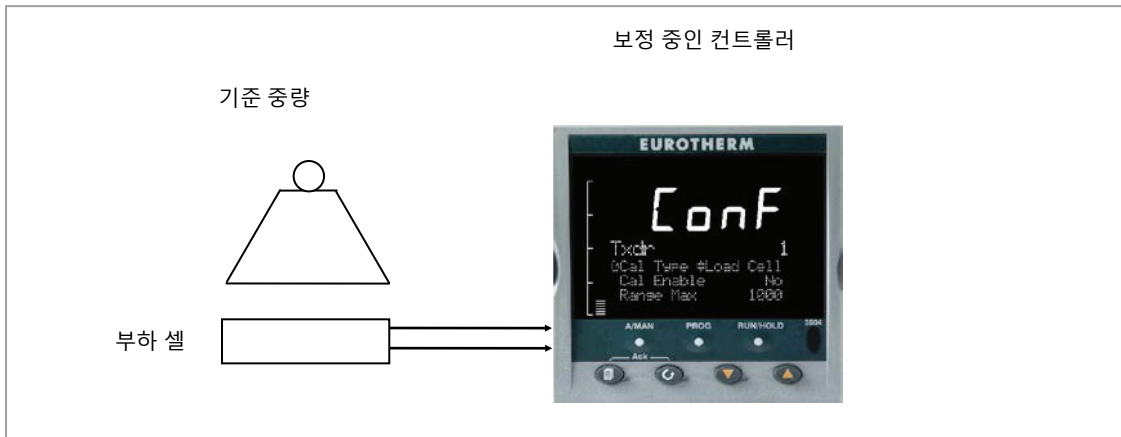 보정 중인 컨트롤러
기준 중량
EUROTHERM
ConF
Txdr 1
Cal Type Load Cell
Cal Enable No
Range Max 1000
부하 셀
A/MAN PROG RUN/HOLD 3504
Ack